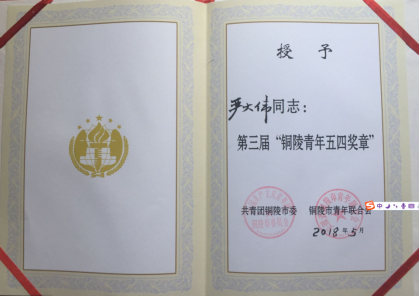 授予
严大伟同志:
第三届“铜陵青年五四奖章”
共青团铜陵市委 铜陵市青年联合会
2018年5月